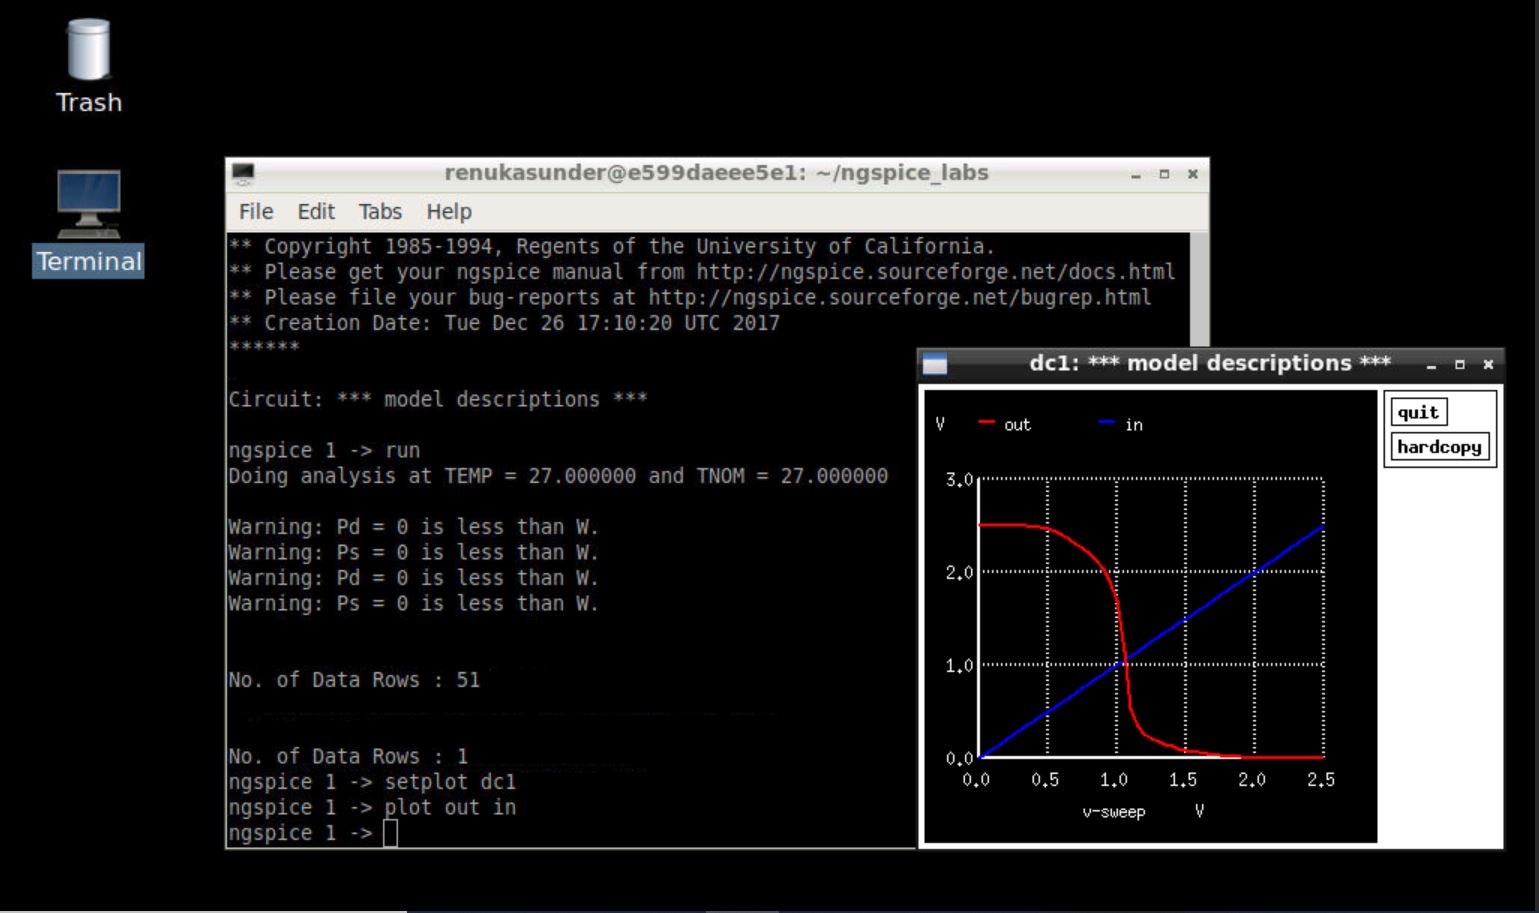 Trash
Terminal
renukasunder@e599daeee5e1: ~/ngspice_labs
File Edit Tabs Help
** Copyright 1985-1994, Regents of the University of California.
** Please get your ngspice manual from http://ngspice.sourceforge.net/docs.html
** Please file your bug-reports at http://ngspice.sourceforge.net/bugrep.html
** Creation Date: Tue Dec 26 17:10:20 UTC 2017
******
Circuit: *** model descriptions ***
ngspice 1 -> run
Doing analysis at TEMP = 27.000000 and TNOM = 27.000000
Warning: Pd = 0 is less than W.
Warning: Ps = 0 is less than W.
Warning: Pd = 0 is less than W.
Warning: Ps = 0 is less than W.
No. of Data Rows : 51
No. of Data Rows : 1
ngspice 1 -> setplot dc1
ngspice 1 -> plot out in
ngspice 1 ->
dc1: *** model descriptions ***
quit
hardcopy
V out in
3.0
2.0
1.0
0.0
0.0 0.5 1.0 1.5 2.0 2.5
v-sweep V